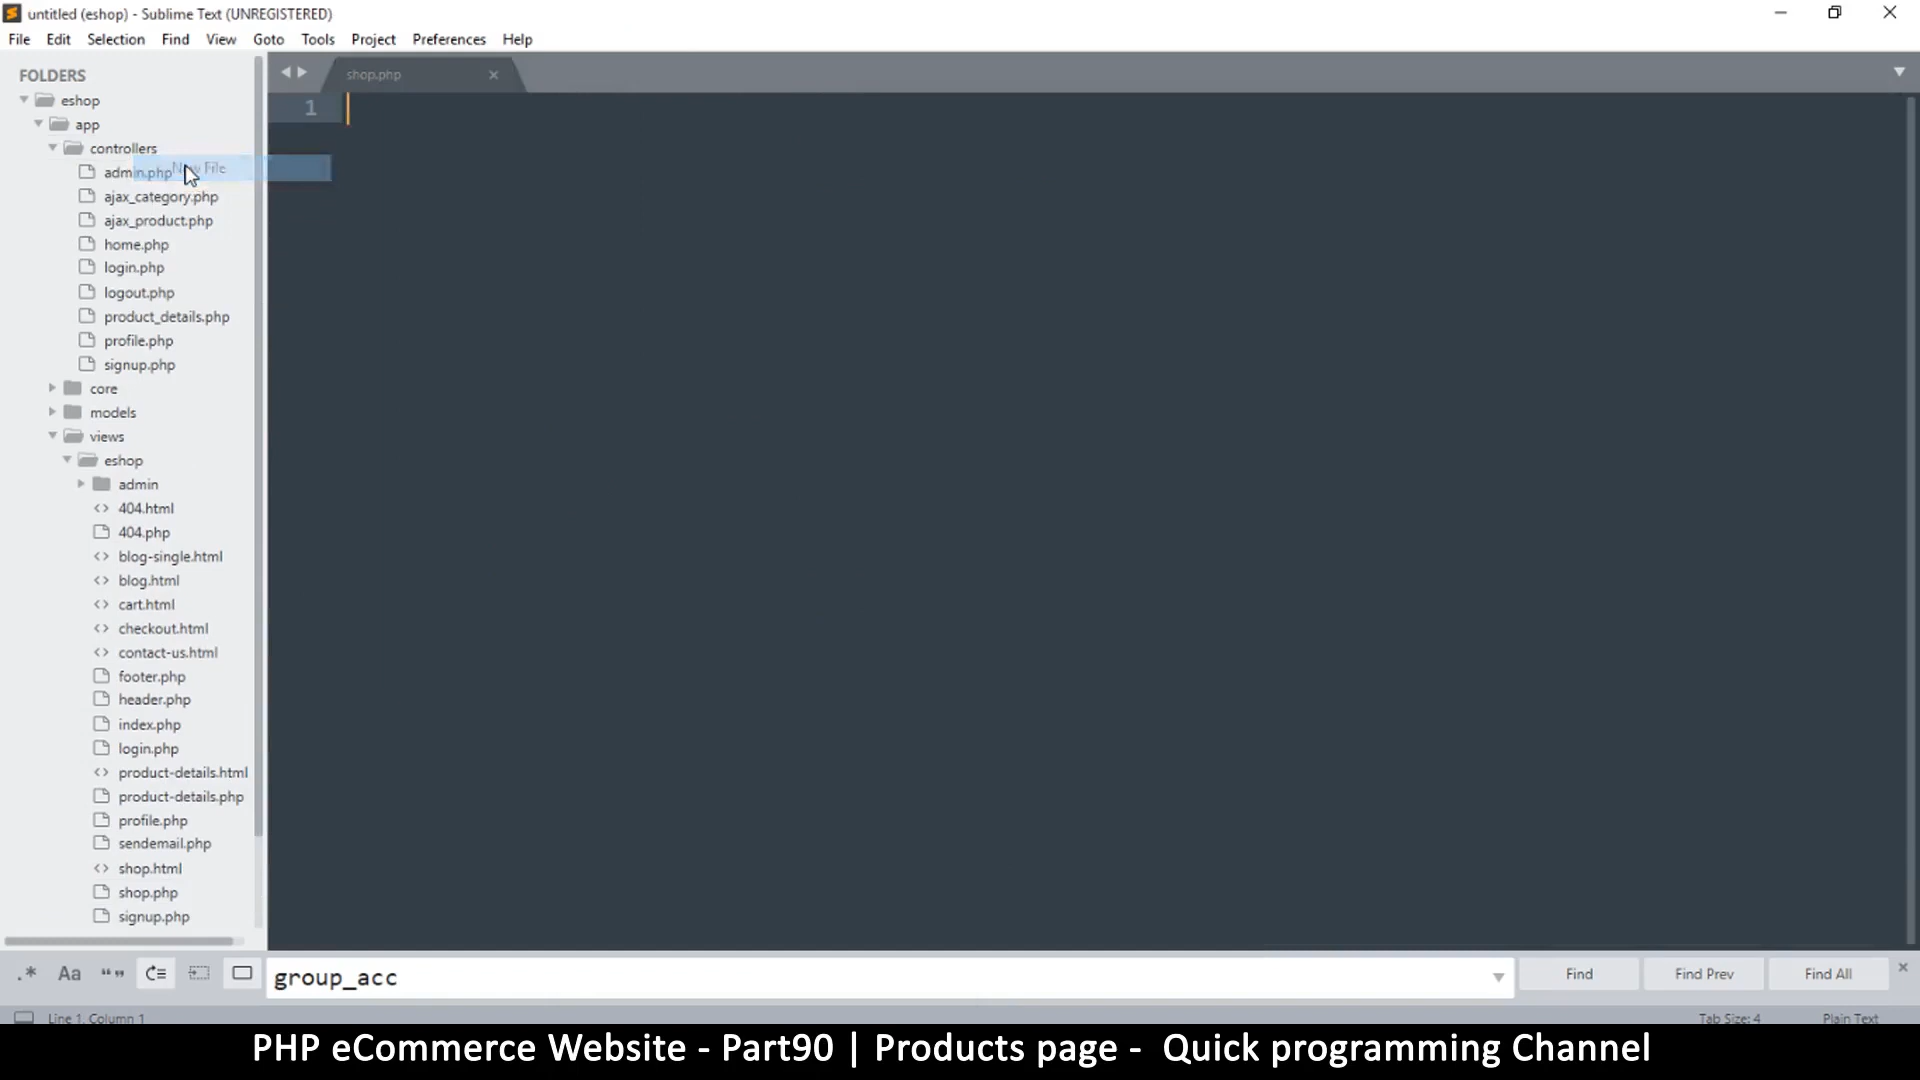 untitled (eshop) - Sublime Text (UNREGISTERED)
File Edit Selection Find View Goto Tools Project Preferences Help
FOLDERS
eshop
app
controllers
admin.php
New File
ajax_category.php
ajax_product.php
home.php
login.php
logout.php
product_details.php
profile.php
signup.php
core
models
views
eshop
admin
404.html
404.php
blog-single.html
blog.html
cart.html
checkout.html
contact-us.html
footer.php
header.php
index.php
login.php
product-details.html
product-details.php
profile.php
sendemail.php
shop.html
shop.php
signup.php
shop.php
1
.* Aa “”
group_acc
Find Find Prev Find All
Line 1, Column 1 Tab Size: 4 Plain Text
PHP eCommerce Website - Part90 | Products page - Quick programming Channel